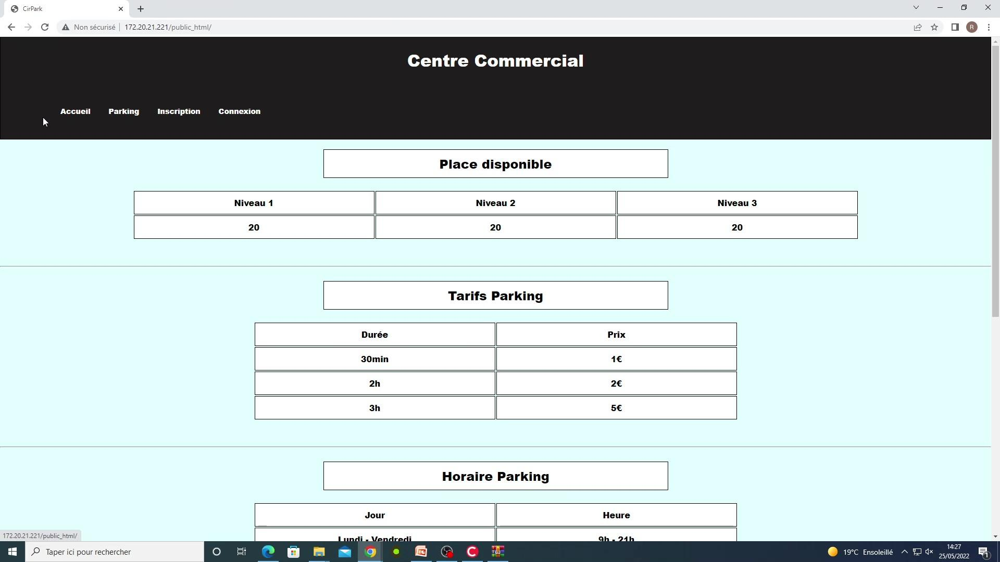 CirPark
Non sécurisé 172.20.21.221/public_html/
R
Centre Commercial
Accueil Parking Inscription Connexion
Place disponible
Niveau 1 Niveau 2 Niveau 3
20 20 20
Tarifs Parking
Durée Prix
30min 1€
2h 2€
3h 5€
Horaire Parking
Jour Heure
Lundi - Vendredi 9h - 21h
172.20.21.221/public_html/
Taper ici pour rechercher
19°C Ensoleillé
14:27
25/05/2022
1